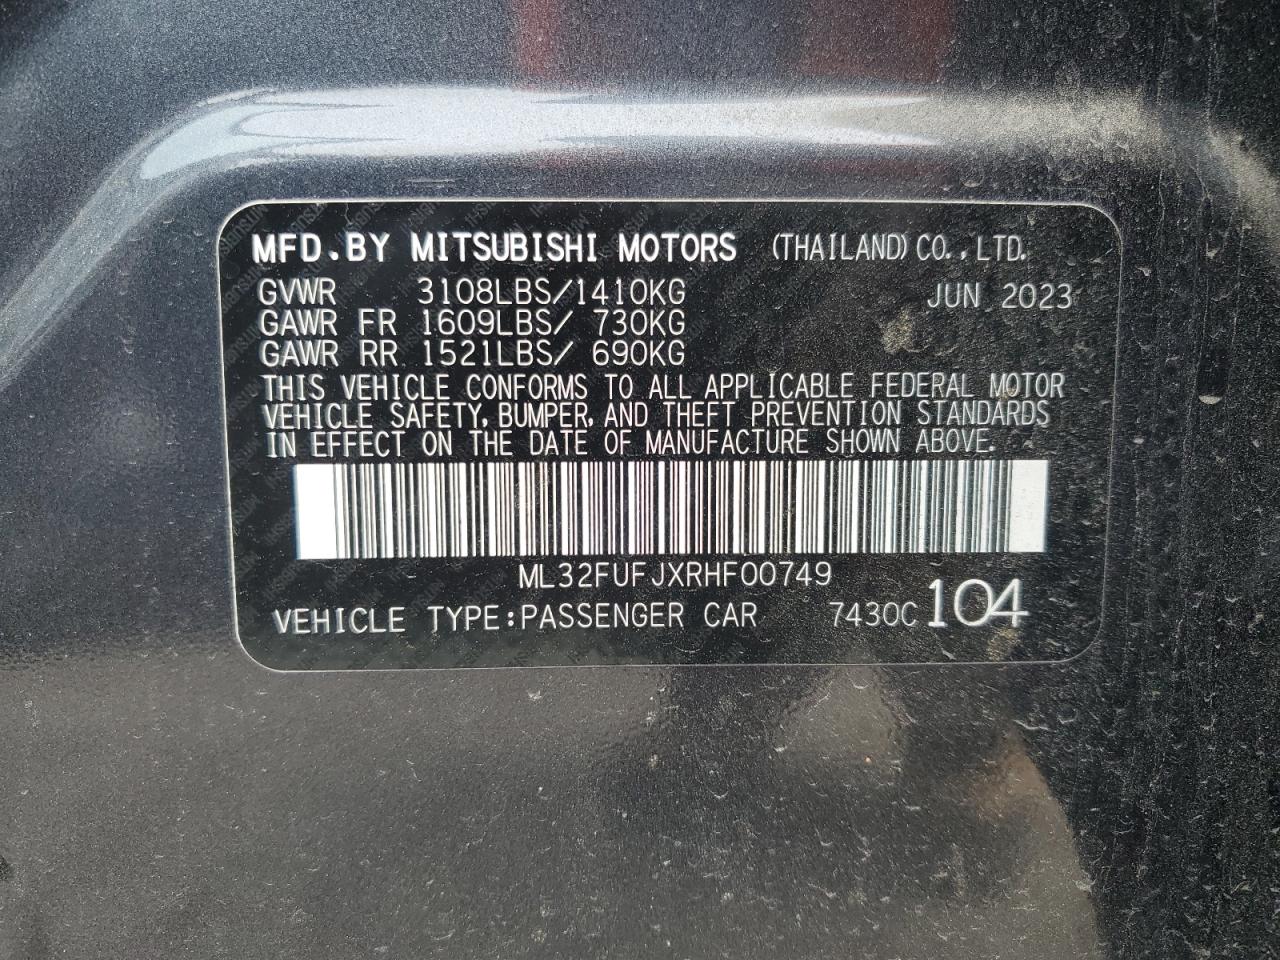 MFD.BY MITSUBISHI MOTORS (THAILAND)CO.,LTD.
GVWR 3108LBS/1410KG JUN 2023
GAWR FR 1609LBS/ 730KG
GAWR RR 1521LBS/ 690KG
THIS VEHICLE CONFORMS TO ALL APPLICABLE FEDERAL MOTOR
VEHICLE SAFETY, BUMPER, AND THEFT PREVENTION STANDARDS
IN EFFECT ON THE DATE OF MANUFACTURE SHOWN ABOVE.
ML32FUFJXRHF00749
VEHICLE TYPE:PASSENGER CAR 7430C 104